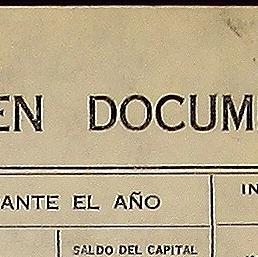 EN DOCUM
ANTE EL AÑO
IN
SALDO DEL CAPITAL